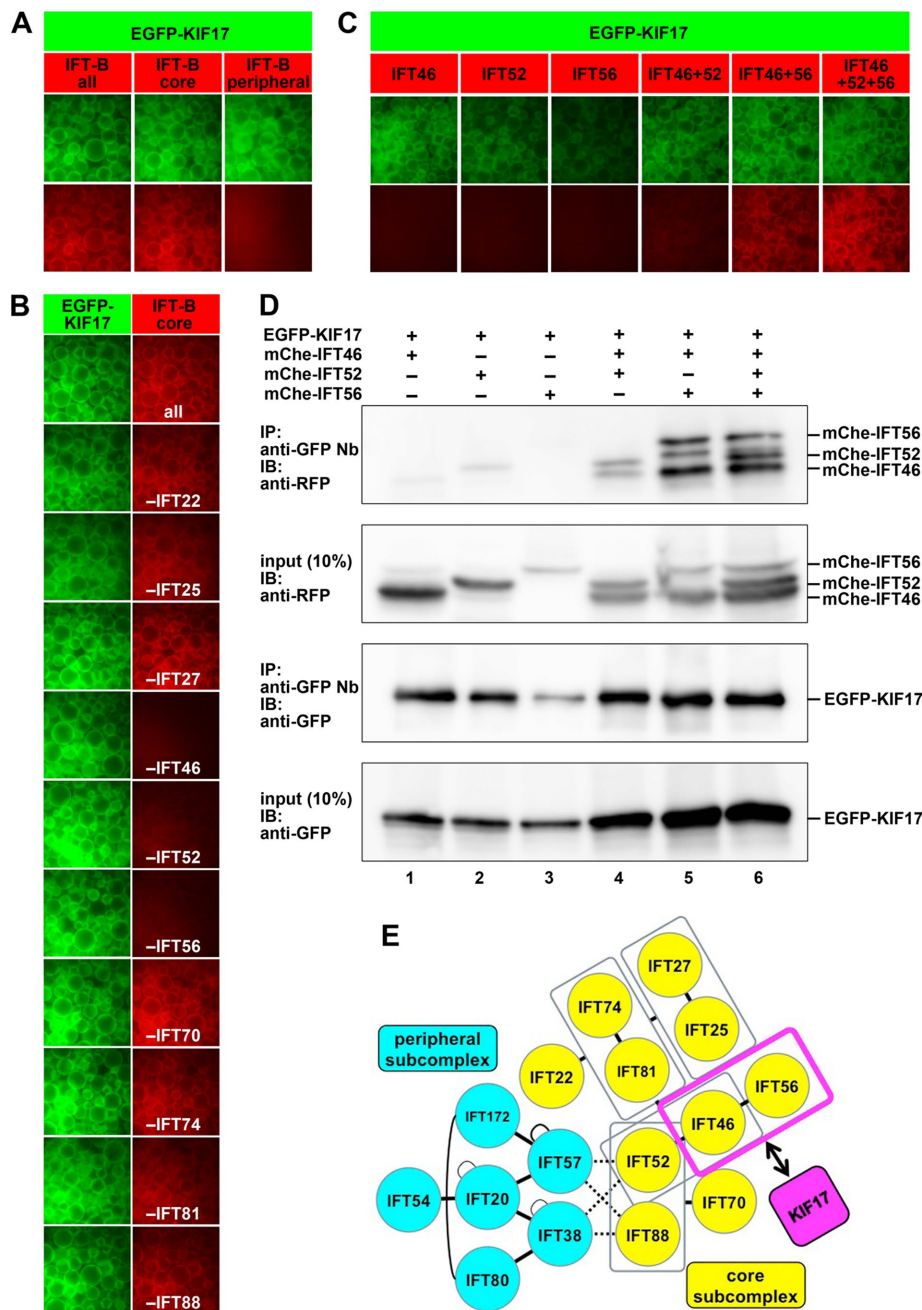 A
EGFP-KIF17
IFT-B all
IFT-B core
IFT-B peripheral
C
EGFP-KIF17
IFT46
IFT52
IFT56
IFT46+52
IFT46+56
IFT46 +52+56
B
EGFP-KIF17
IFT-B core
all
–IFT22
–IFT25
–IFT27
–IFT46
–IFT52
–IFT56
–IFT70
–IFT74
–IFT81
–IFT88
D
EGFP-KIF17 + + + + + +
mChe-IFT46 + – – + + +
mChe-IFT52 – + – + – +
mChe-IFT56 – – + – + +
IP:
anti-GFP Nb
IB:
anti-RFP
mChe-IFT56
mChe-IFT52
mChe-IFT46
input (10%)
IB:
anti-RFP
mChe-IFT56
mChe-IFT52
mChe-IFT46
IP:
anti-GFP Nb
IB:
anti-GFP
EGFP-KIF17
input (10%)
IB:
anti-GFP
EGFP-KIF17
1 2 3 4 5 6
E
peripheral
subcomplex
IFT27
IFT74
IFT25
IFT22
IFT81
IFT56
IFT46
IFT172
IFT57
IFT52
IFT54
IFT20
IFT70
KIF17
IFT38
IFT88
IFT80
core
subcomplex